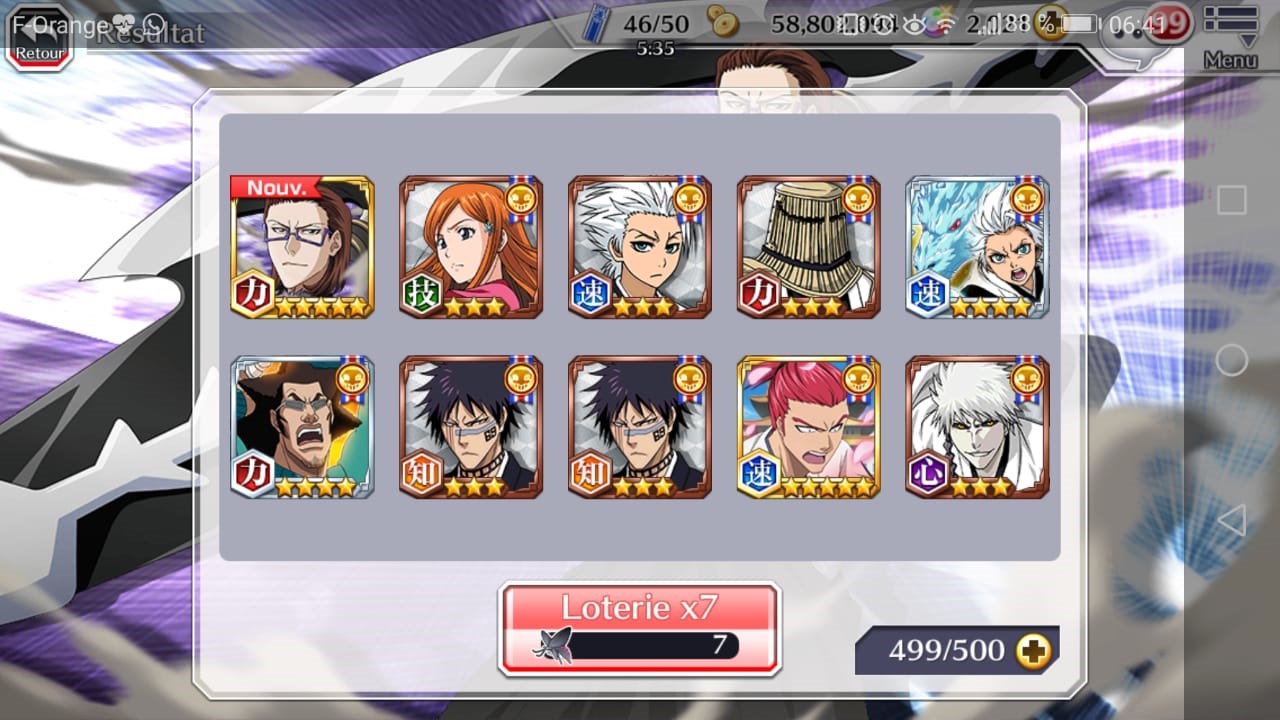 F-Orange
Résultat
Retour
46/50
5:35
88 %
06:41
Menu
Nouv.
力
技
速
力
速
力
知
知
速
心
Loterie x7
7
499/500